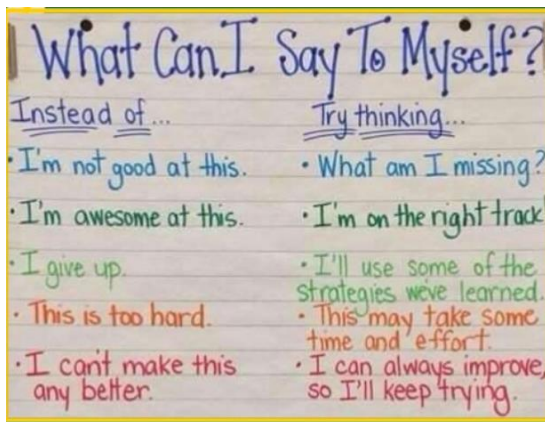 What Can I Say To Myself?
Instead of...
Try thinking...
• I'm not good at this.
• What am I missing?
• I'm awesome at this.
• I'm on the right track
• I give up.
• I'll use some of the
strategies we've learned.
• This is too hard.
• This may take some
time and effort.
• I can't make this
any better.
• I can always improve,
so I'll keep trying.